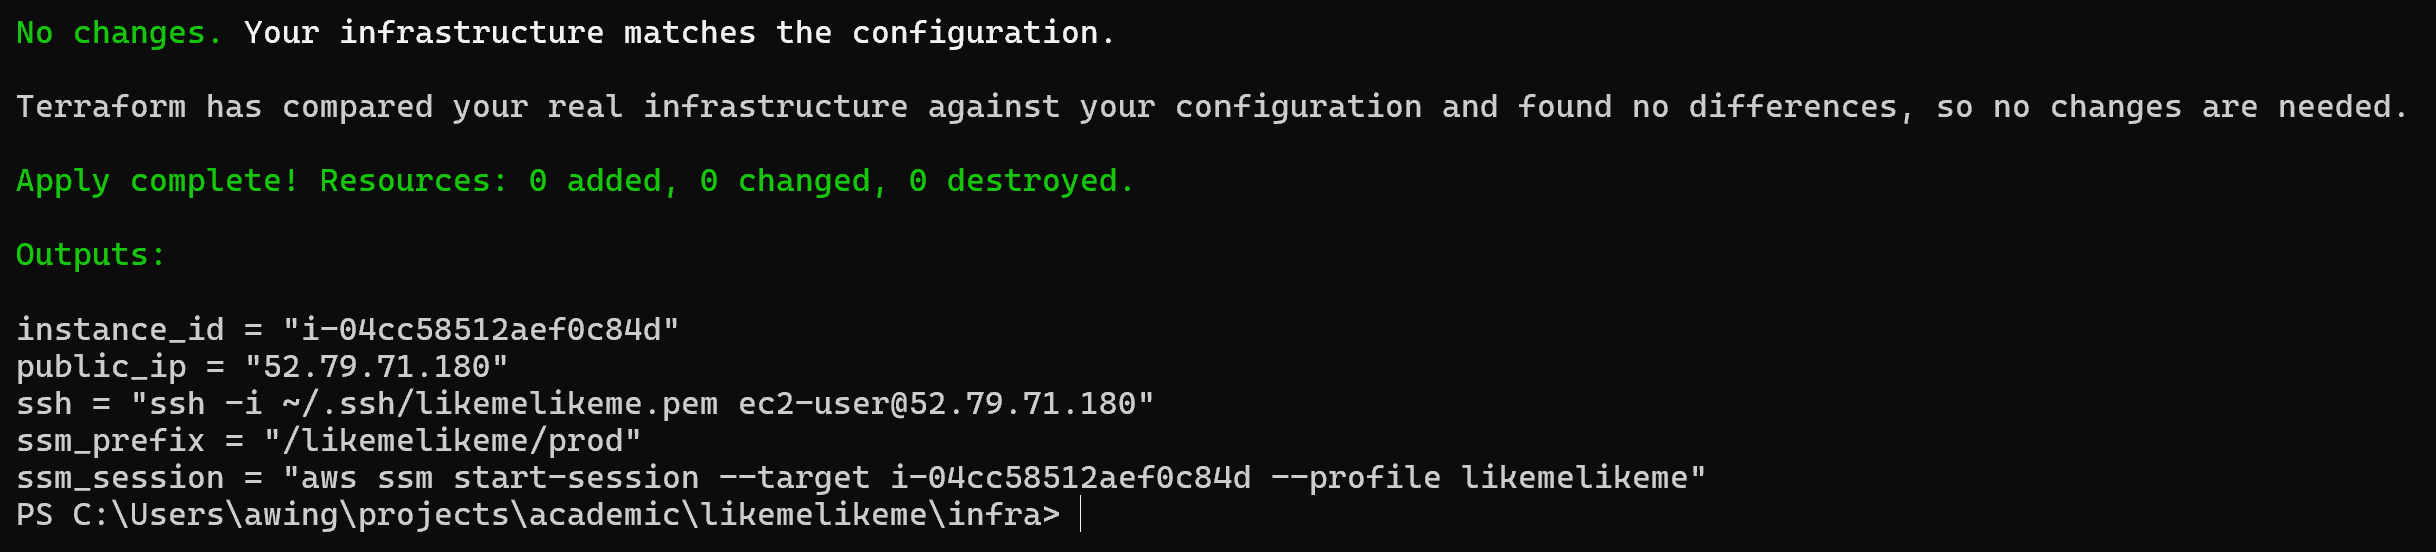 No changes. Your infrastructure matches the configuration.
Terraform has compared your real infrastructure against your configuration and found no differences, so no changes are needed.
Apply complete! Resources: 0 added, 0 changed, 0 destroyed.
Outputs:
instance_id = "i-04cc58512aef0c84d"
public_ip = "52.79.71.180"
ssh = "ssh -i ~/.ssh/likemelikeme.pem ec2-user@52.79.71.180"
ssm_prefix = "/likemelikeme/prod"
ssm_session = "aws ssm start-session --target i-04cc58512aef0c84d --profile likemelikeme"
PS C:\Users\awing\projects\academic\likemelikeme\infra>